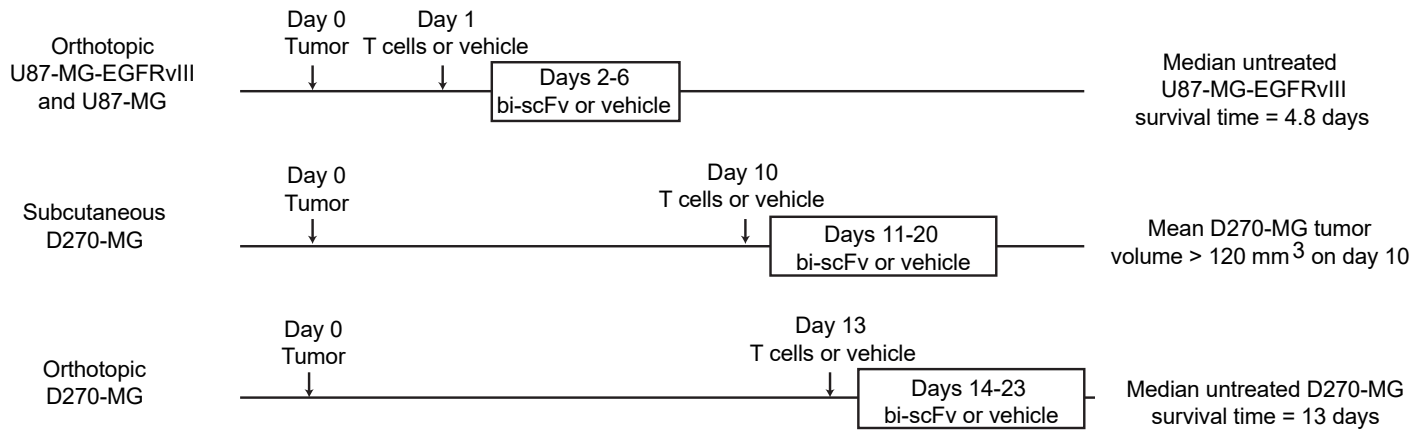 Orthotopic
U87-MG-EGFRvIII
and U87-MG
Day 0
Tumor
Day 1
T cells or vehicle
Days 2-6
bi-scFv or vehicle
Median untreated
U87-MG-EGFRvIII
survival time = 4.8 days
Subcutaneous
D270-MG
Day 0
Tumor
Day 10
T cells or vehicle
Days 11-20
bi-scFv or vehicle
Mean D270-MG tumor
volume > 120 mm³ on day 10
Orthotopic
D270-MG
Day 0
Tumor
Day 13
T cells or vehicle
Days 14-23
bi-scFv or vehicle
Median untreated D270-MG
survival time = 13 days